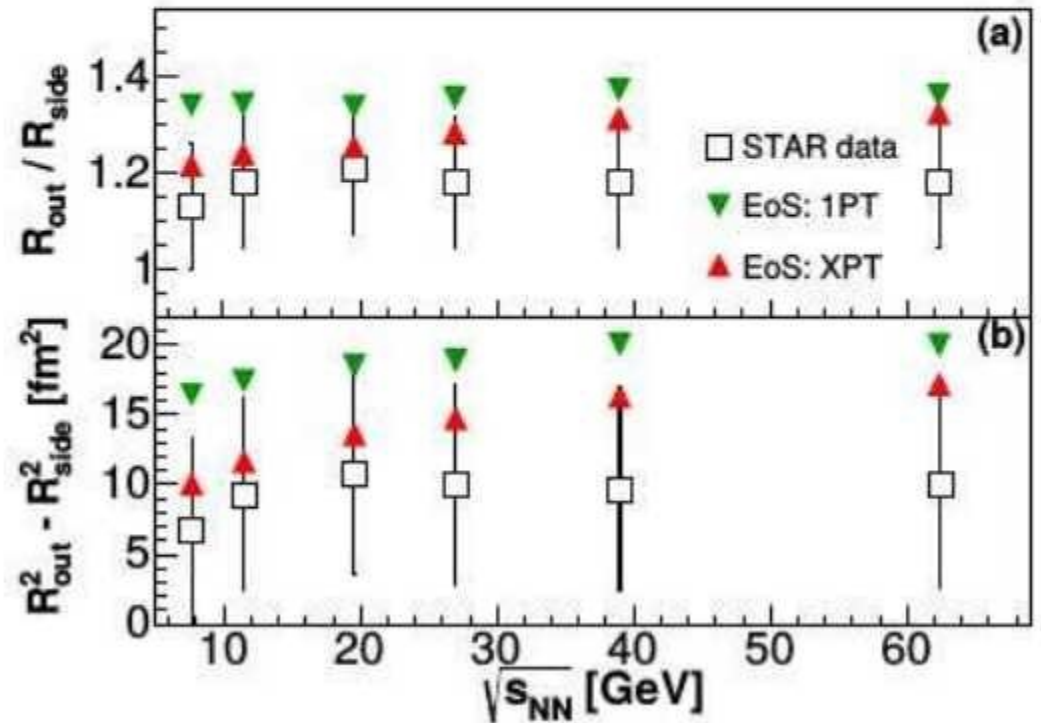 (a)
R_out / R_side
1.4
1.2
1
STAR data
EoS: 1PT
EoS: XPT
(b)
R²_out - R²_side [fm²]
20
15
10
5
0
10 20 30 40 50 60
√s_NN [GeV]